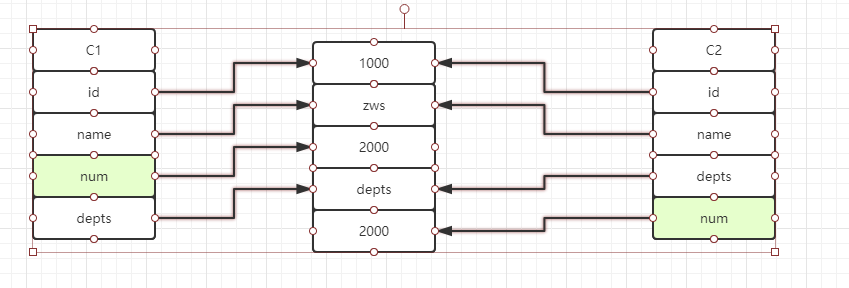 C1
id
name
num
depts
1000
zws
2000
depts
2000
C2
id
name
depts
num